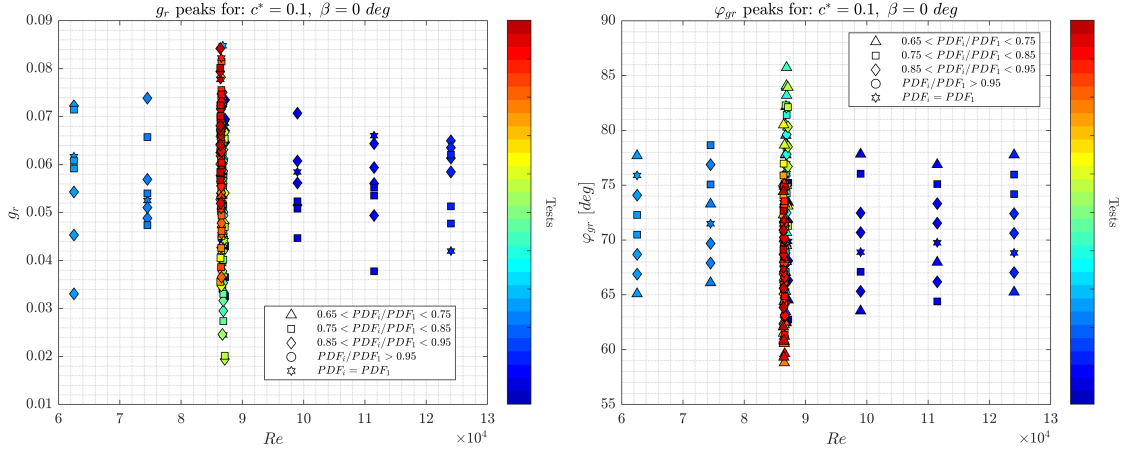 g_r peaks for: c* = 0.1, β = 0 deg
0.09
0.08
0.07
0.06
0.05
0.04
0.03
0.02
0.01
g_r
0.65 < PDF_i/PDF_1 < 0.75
0.75 < PDF_i/PDF_1 < 0.85
0.85 < PDF_i/PDF_1 < 0.95
PDF_i/PDF_1 > 0.95
PDF_i = PDF_1
6 7 8 9 10 11 12 13
Re
×10^4
Tests
φ_gr peaks for: c* = 0.1, β = 0 deg
90
85
80
75
70
65
60
55
φ_gr [deg]
0.65 < PDF_i/PDF_1 < 0.75
0.75 < PDF_i/PDF_1 < 0.85
0.85 < PDF_i/PDF_1 < 0.95
PDF_i/PDF_1 > 0.95
PDF_i = PDF_1
6 7 8 9 10 11 12 13
Re
×10^4
Tests